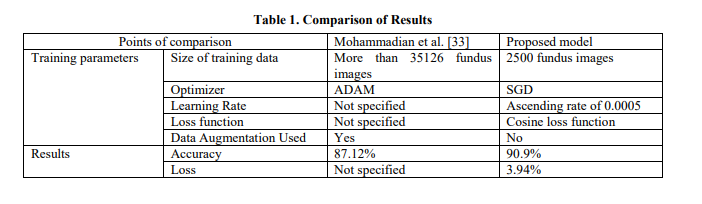 Table 1. Comparison of Results
Points of comparison Mohammadian et al. [33] Proposed model
Training parameters Size of training data More than 35126 fundus images 2500 fundus images
Optimizer ADAM SGD
Learning Rate Not specified Ascending rate of 0.0005
Loss function Not specified Cosine loss function
Data Augmentation Used Yes No
Results Accuracy 87.12% 90.9%
Loss Not specified 3.94%